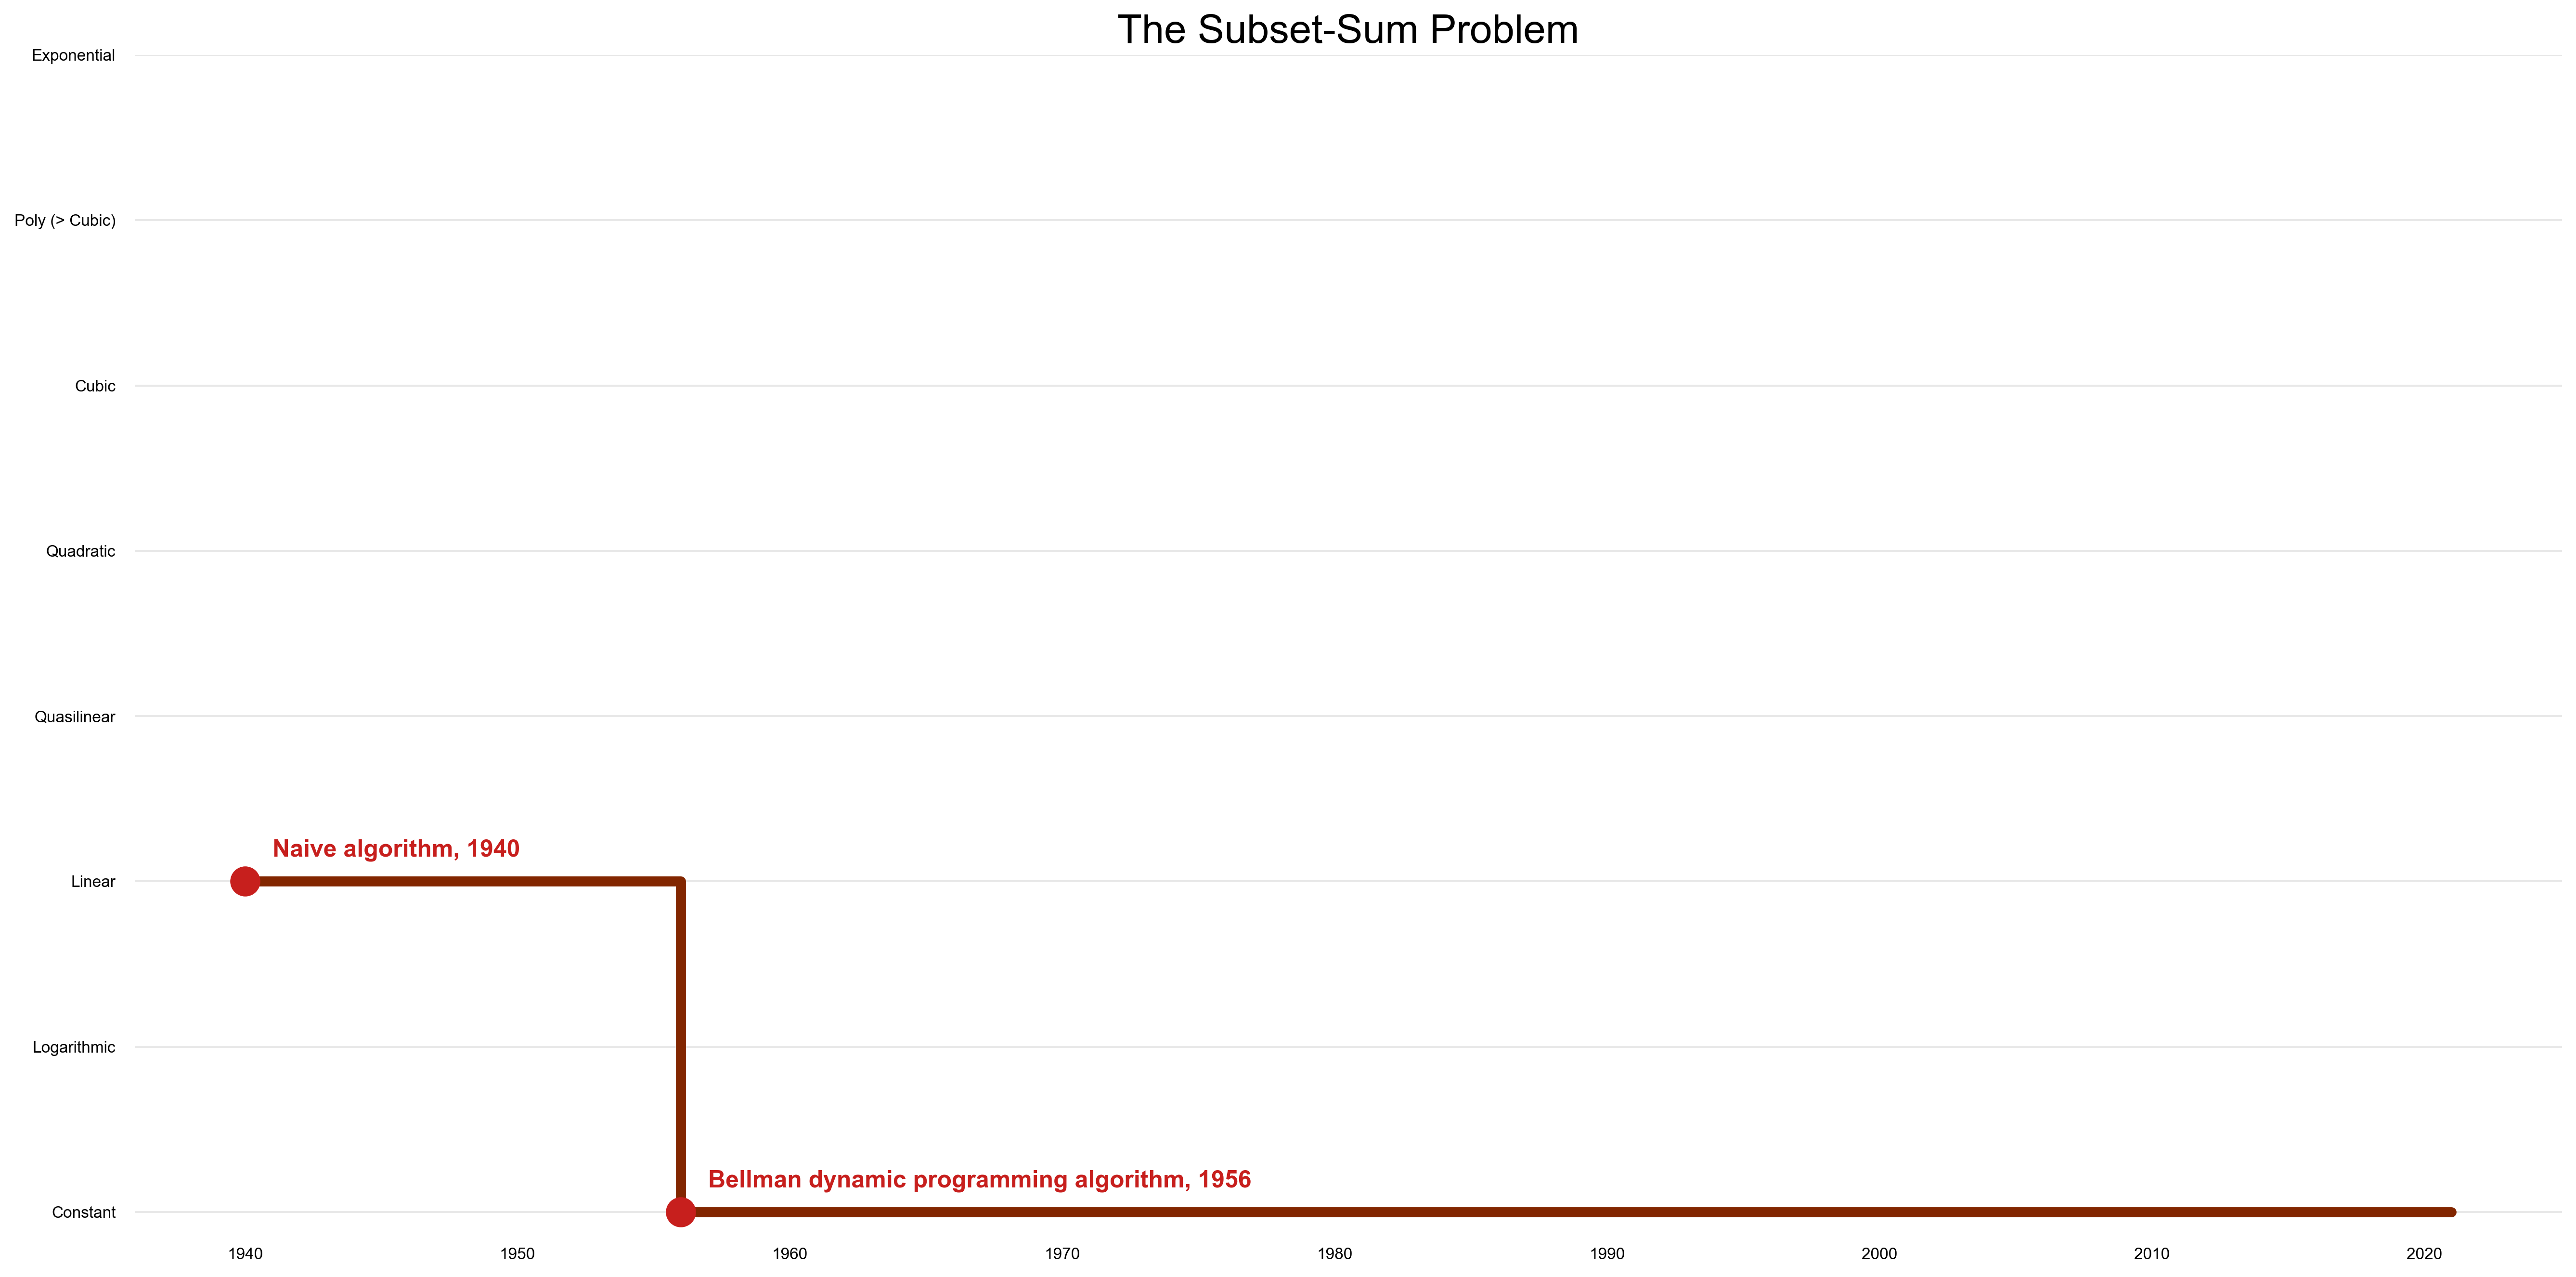 The Subset-Sum Problem
Exponential
Poly (> Cubic)
Cubic
Quadratic
Quasilinear
Naive algorithm, 1940
Linear
Logarithmic
Bellman dynamic programming algorithm, 1956
Constant
1940 1950 1960 1970 1980 1990 2000 2010 2020